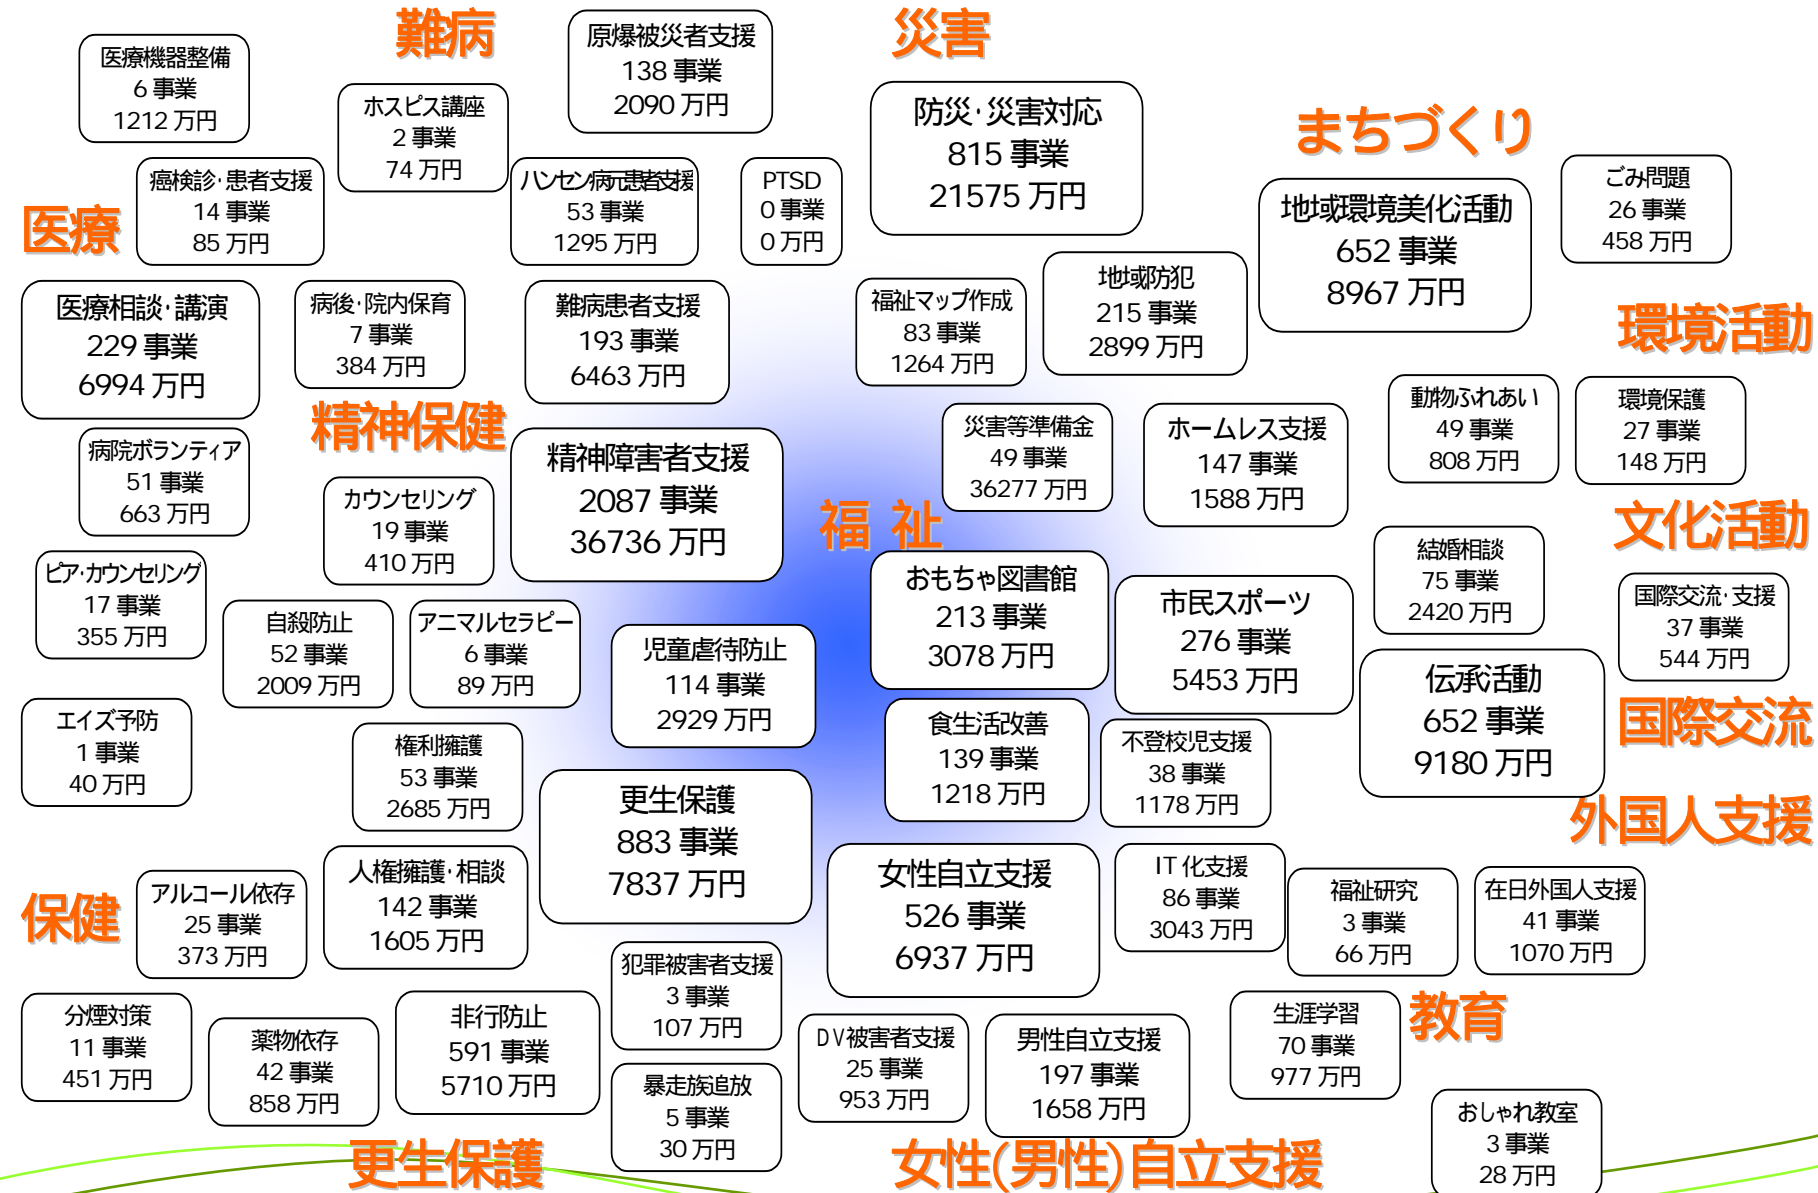 難病
災害
医療機器整備
6 事業
1212 万円
ホスピス講座
2 事業
74 万円
原爆被災者支援
138 事業
2090 万円
防災・災害対応
815 事業
21575 万円
まちづくり
医療
癌検診・患者支援
14 事業
85 万円
ハンセン病元患者支援
53 事業
1295 万円
PTSD
0 事業
0 万円
地域環境美化活動
652 事業
8967 万円
ごみ問題
26 事業
458 万円
医療相談・講演
229 事業
6994 万円
病後・院内保育
7 事業
384 万円
難病患者支援
193 事業
6463 万円
福祉マップ作成
83 事業
1264 万円
地域防犯
215 事業
2899 万円
環境活動
精神保健
病院ボランティア
51 事業
663 万円
カウンセリング
19 事業
410 万円
精神障害者支援
2087 事業
36736 万円
災害等準備金
49 事業
36277 万円
ホームレス支援
147 事業
1588 万円
動物ふれあい
49 事業
808 万円
環境保護
27 事業
148 万円
福 祉
文化活動
ピア・カウンセリング
17 事業
355 万円
自殺防止
52 事業
2009 万円
アニマルセラピー
6 事業
89 万円
児童虐待防止
114 事業
2929 万円
おもちゃ図書館
213 事業
3078 万円
市民スポーツ
276 事業
5453 万円
結婚相談
75 事業
2420 万円
国際交流・支援
37 事業
544 万円
エイズ予防
1 事業
40 万円
権利擁護
53 事業
2685 万円
更生保護
883 事業
7837 万円
食生活改善
139 事業
1218 万円
不登校児支援
38 事業
1178 万円
伝承活動
652 事業
9180 万円
国際交流
外国人支援
保健
アルコール依存
25 事業
373 万円
人権擁護・相談
142 事業
1605 万円
女性自立支援
526 事業
6937 万円
IT 化支援
86 事業
3043 万円
福祉研究
3 事業
66 万円
在日外国人支援
41 事業
1070 万円
分煙対策
11 事業
451 万円
薬物依存
42 事業
858 万円
非行防止
591 事業
5710 万円
犯罪被害者支援
3 事業
107 万円
暴走族追放
5 事業
30 万円
DV被害者支援
25 事業
953 万円
男性自立支援
197 事業
1658 万円
生涯学習
70 事業
977 万円
教育
おしゃれ教室
3 事業
28 万円
更生保護
女性(男性)自立支援